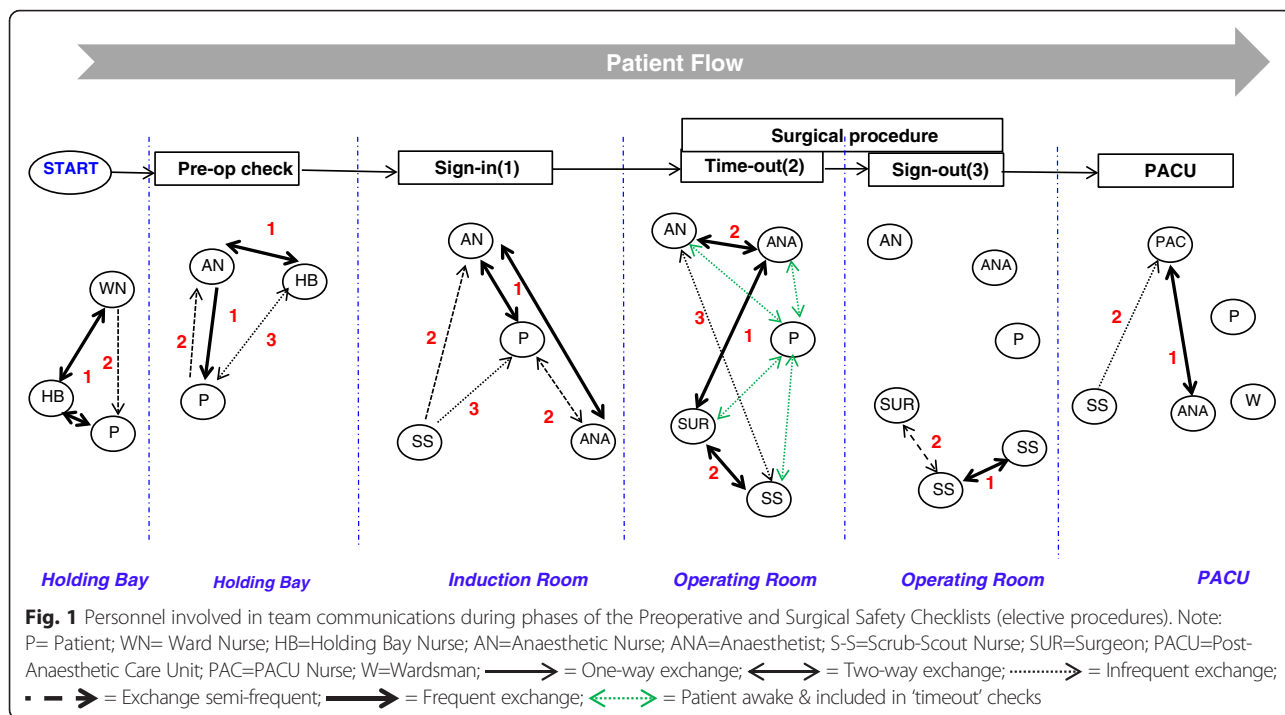 Patient Flow
START
Pre-op check
Sign-in(1)
Surgical procedure
Time-out(2)
Sign-out(3)
PACU
WN
2
1
HB
P
1
AN
HB
1
2
3
P
AN
1
2
P
3
2
SS
ANA
AN
2
ANA
3
P
1
SUR
2
SS
AN
ANA
P
SUR
2
SS
1
SS
PAC
2
P
1
SS
ANA
W
Holding Bay
Holding Bay
Induction Room
Operating Room
Operating Room
PACU
Fig. 1 Personnel involved in team communications during phases of the Preoperative and Surgical Safety Checklists (elective procedures). Note:
P= Patient; WN= Ward Nurse; HB=Holding Bay Nurse; AN=Anaesthetic Nurse; ANA=Anaesthetist; S-S=Scrub-Scout Nurse; SUR=Surgeon; PACU=Post-
Anaesthetic Care Unit; PAC=PACU Nurse; W=Wardsman; = One-way exchange; = Two-way exchange; = Infrequent exchange;
= Exchange semi-frequent; = Frequent exchange; = Patient awake & included in ‘timeout’ checks